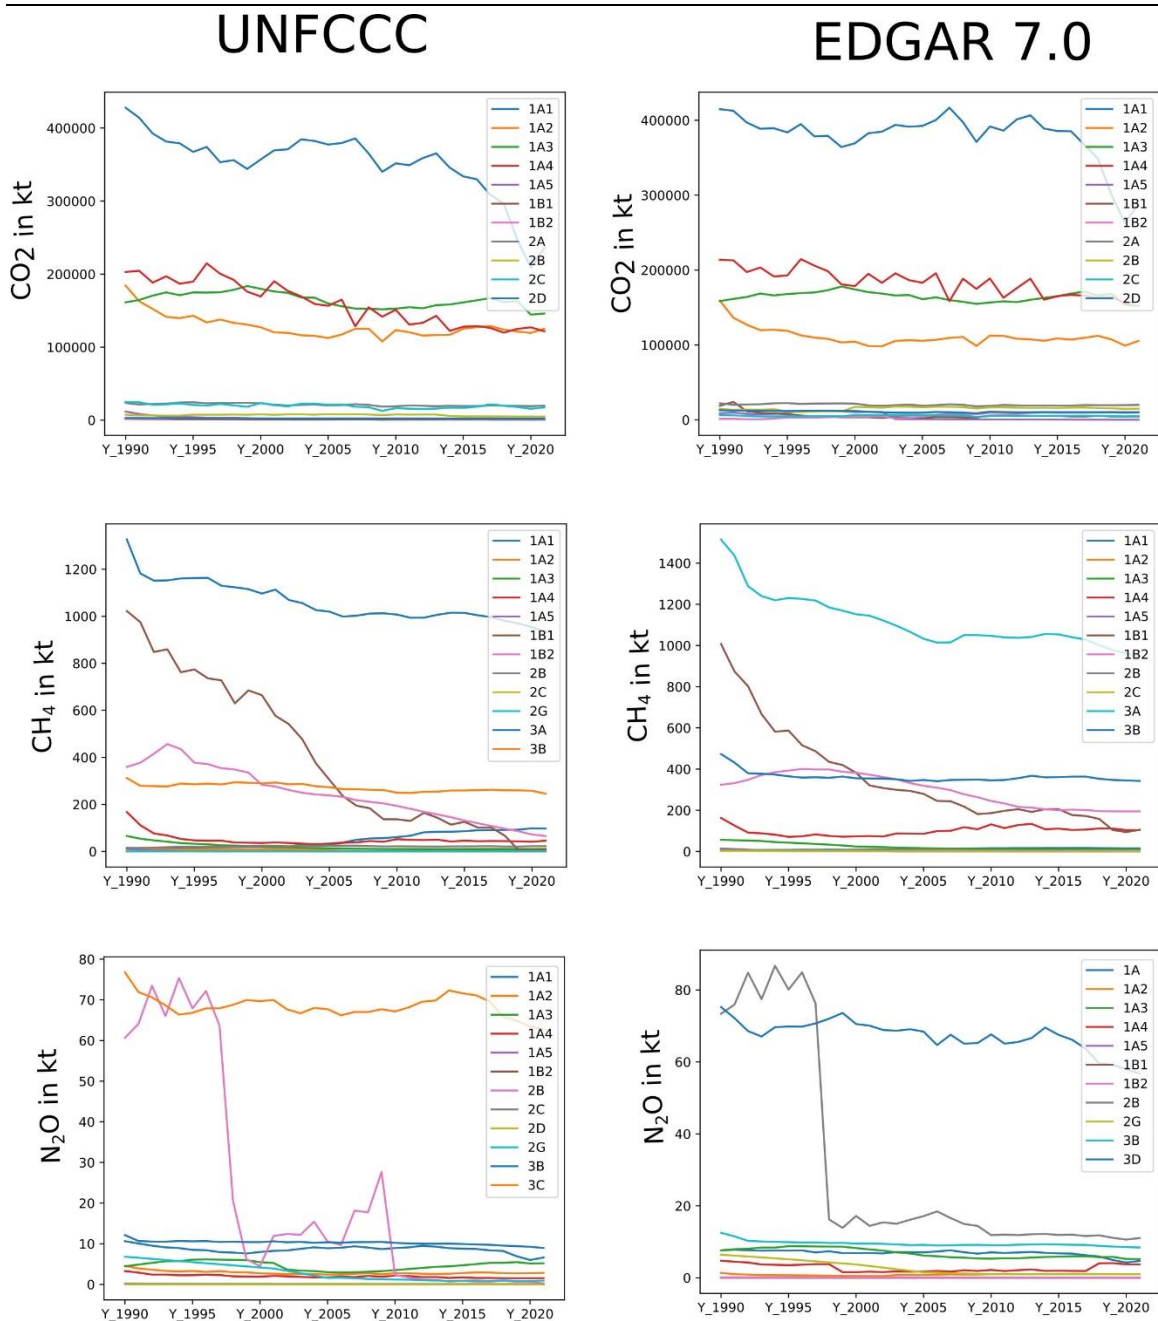 UNFCCC
EDGAR 7.0
CO2 in kt
400000
300000
200000
100000
0
Y_1990 Y_1995 Y_2000 Y_2005 Y_2010 Y_2015 Y_2020
1A1
1A2
1A3
1A4
1A5
1B1
1B2
2A
2B
2C
2D
CO2 in kt
400000
300000
200000
100000
0
Y_1990 Y_1995 Y_2000 Y_2005 Y_2010 Y_2015 Y_2020
1A1
1A2
1A3
1A4
1A5
1B1
1B2
2A
2B
2C
2D
CH₄ in kt
1200
1000
800
600
400
200
0
Y_1990 Y_1995 Y_2000 Y_2005 Y_2010 Y_2015 Y_2020
1A1
1A2
1A3
1A4
1A5
1B1
1B2
2B
2C
2G
3A
3B
CH₄ in kt
1400
1200
1000
800
600
400
200
0
Y_1990 Y_1995 Y_2000 Y_2005 Y_2010 Y_2015 Y_2020
1A1
1A2
1A3
1A4
1A5
1B1
1B2
2B
2C
3A
3B
N₂O in kt
80
70
60
50
40
30
20
10
0
Y_1990 Y_1995 Y_2000 Y_2005 Y_2010 Y_2015 Y_2020
1A1
1A2
1A3
1A4
1A5
1B2
2B
2C
2D
2G
3B
3C
N₂O in kt
80
60
40
20
0
Y_1990 Y_1995 Y_2000 Y_2005 Y_2010 Y_2015 Y_2020
1A
1A2
1A3
1A4
1A5
1B1
1B2
2B
2G
3B
3D